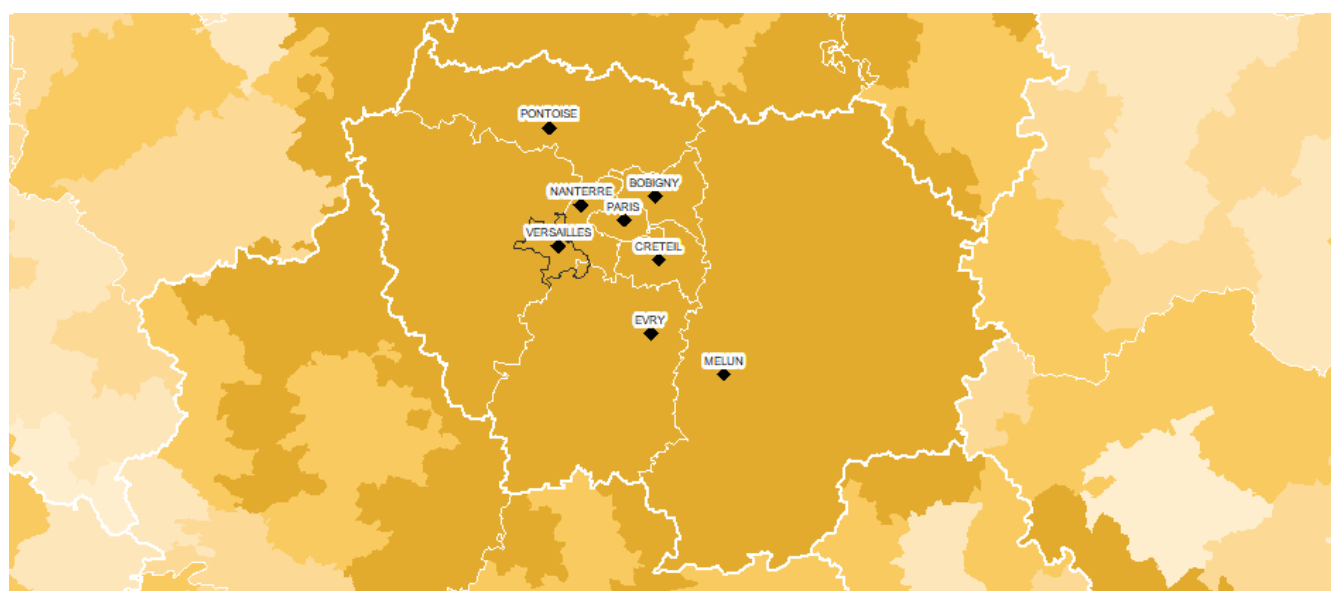 PONTOISE
BOBIGNY
NANTERRE
PARIS
VERSAILLES
CRETEIL
EVRY
MELUN